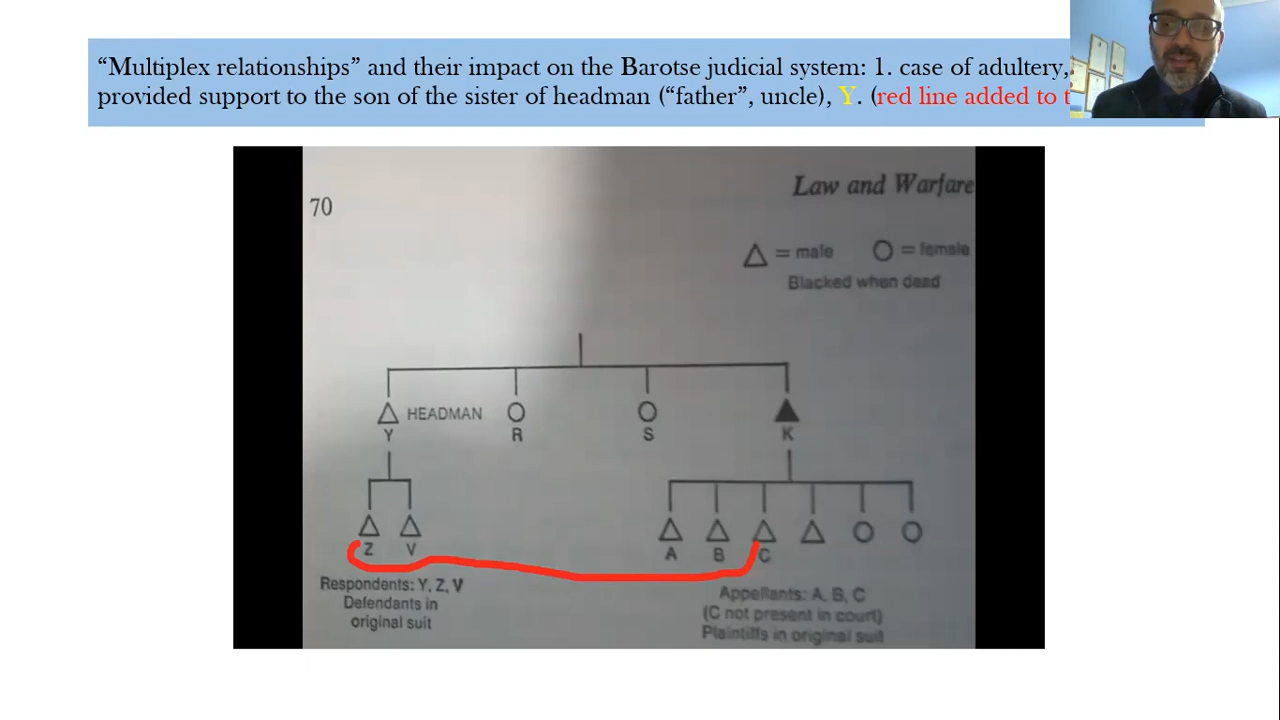 “Multiplex relationships” and their impact on the Barotse judicial system: 1. case of adultery,
provided support to the son of the sister of headman (“father”, uncle), Y. (red line added to
70
Law and Warfare
= male = female
Blacked when dead
HEADMAN
Y R S K
Z V A B C
Respondents: Y, Z, V
Defendants in
original suit
Appellants: A, B, C
(C not present in court)
Plaintiffs in original suit